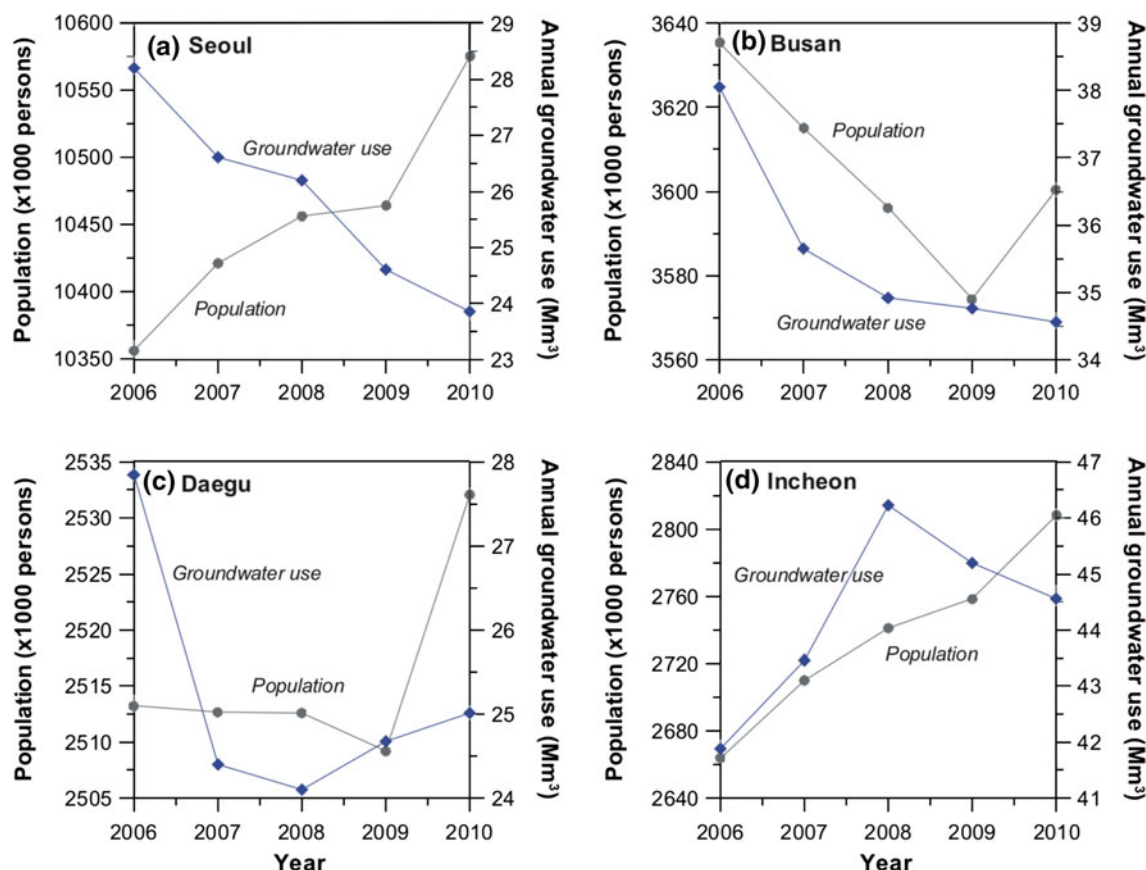 (a) Seoul
Population (x1000 persons)
10600
10550
10500
10450
10400
10350
Groundwater use
Population
29
28
27
26
25
24
23
Annual groundwater use (Mm³)
2006 2007 2008 2009 2010
(b) Busan
Population (x1000 persons)
3640
3620
3600
3580
3560
Population
Groundwater use
39
38
37
36
35
34
Annual groundwater use (Mm³)
2006 2007 2008 2009 2010
(c) Daegu
Population (x1000 persons)
2535
2530
2525
2520
2515
2510
2505
Groundwater use
Population
28
27
26
25
24
Annual groundwater use (Mm³)
2006 2007 2008 2009 2010
Year
(d) Incheon
Population (x1000 persons)
2840
2800
2760
2720
2680
2640
Groundwater use
Population
47
46
45
44
43
42
41
Annual groundwater use (Mm³)
2006 2007 2008 2009 2010
Year